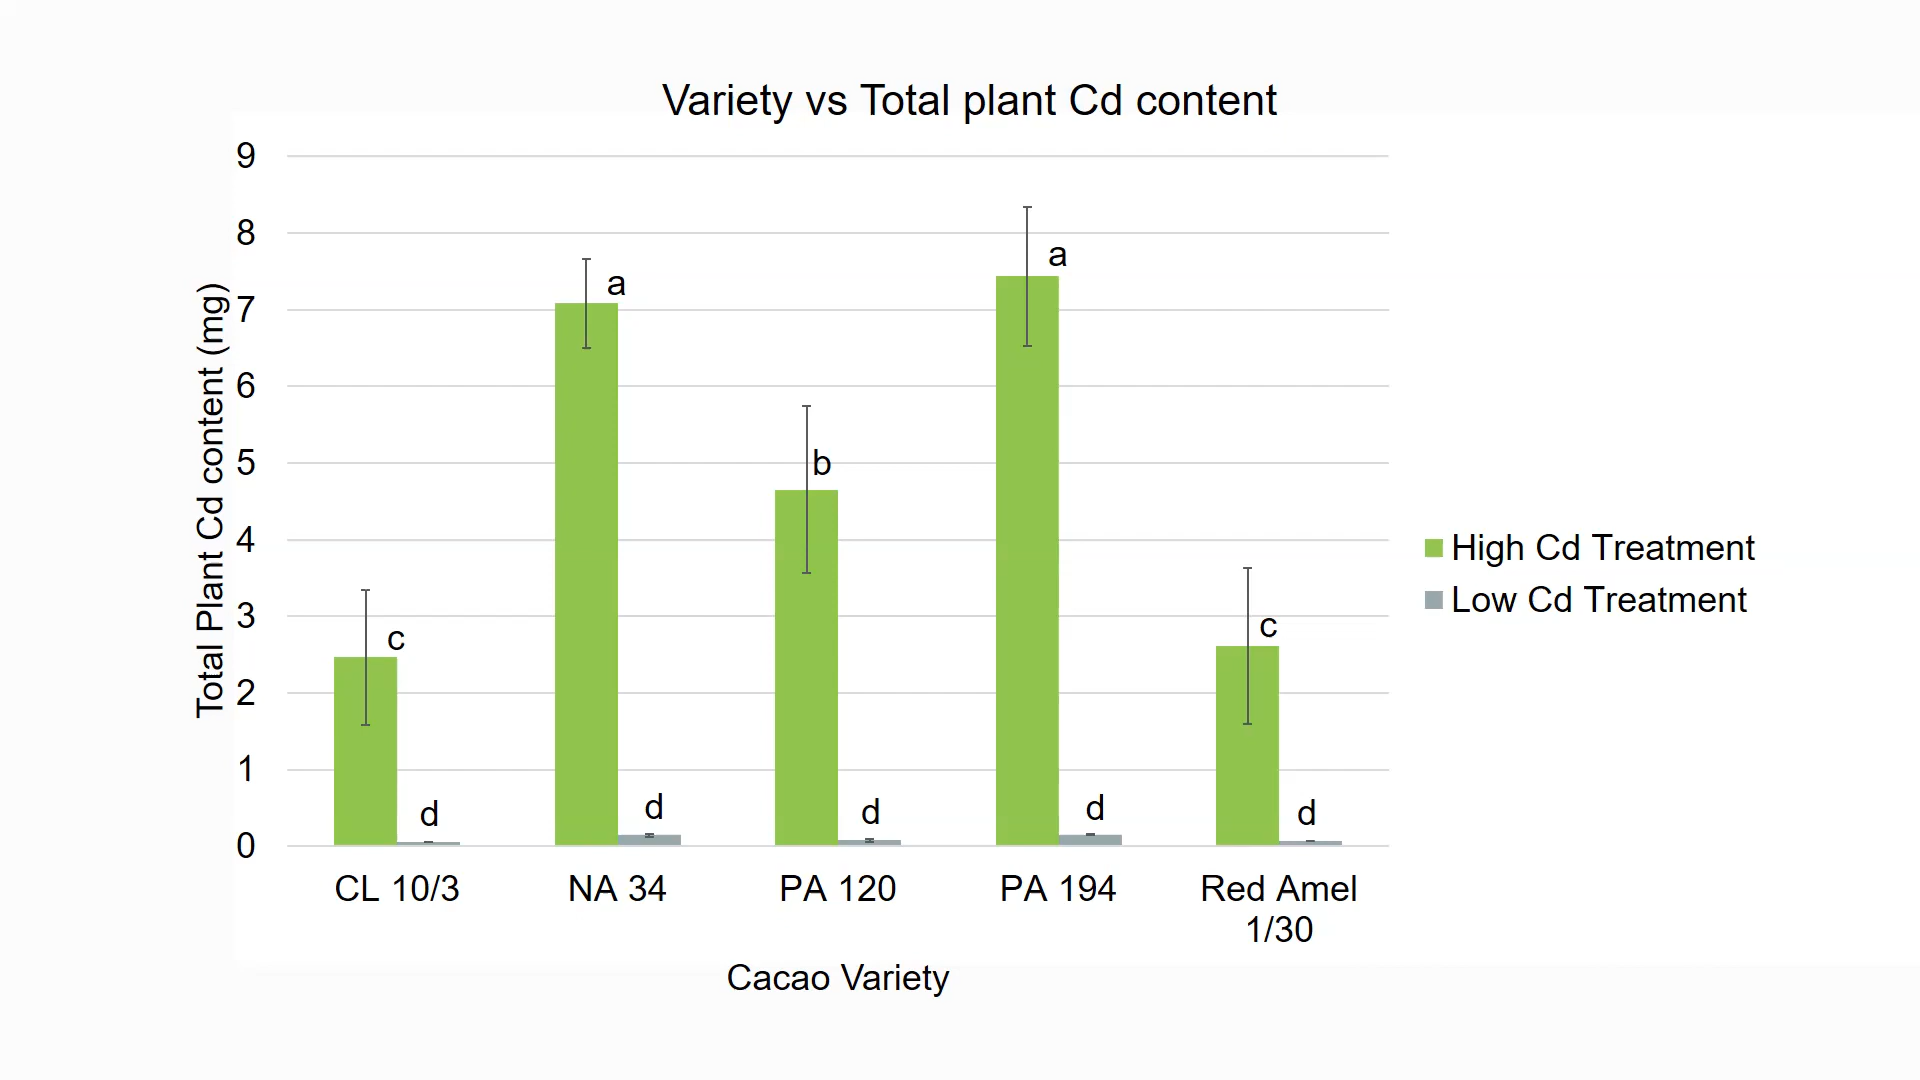 Variety vs Total plant Cd content
Total Plant Cd content (mg)
9
8
7
6
5
4
3
2
1
0
c
d
a
d
b
d
a
d
c
d
CL 10/3
NA 34
PA 120
PA 194
Red Amel
1/30
Cacao Variety
High Cd Treatment
Low Cd Treatment